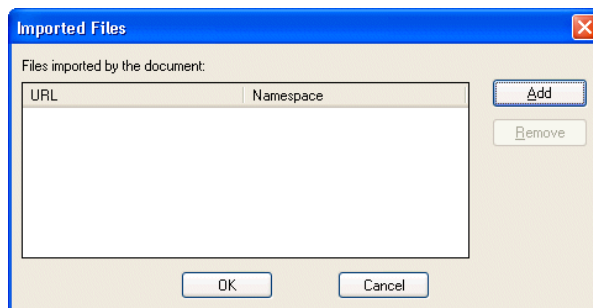 Imported Files
Files imported by the document:
URL Namespace
Add
Remove
OK Cancel